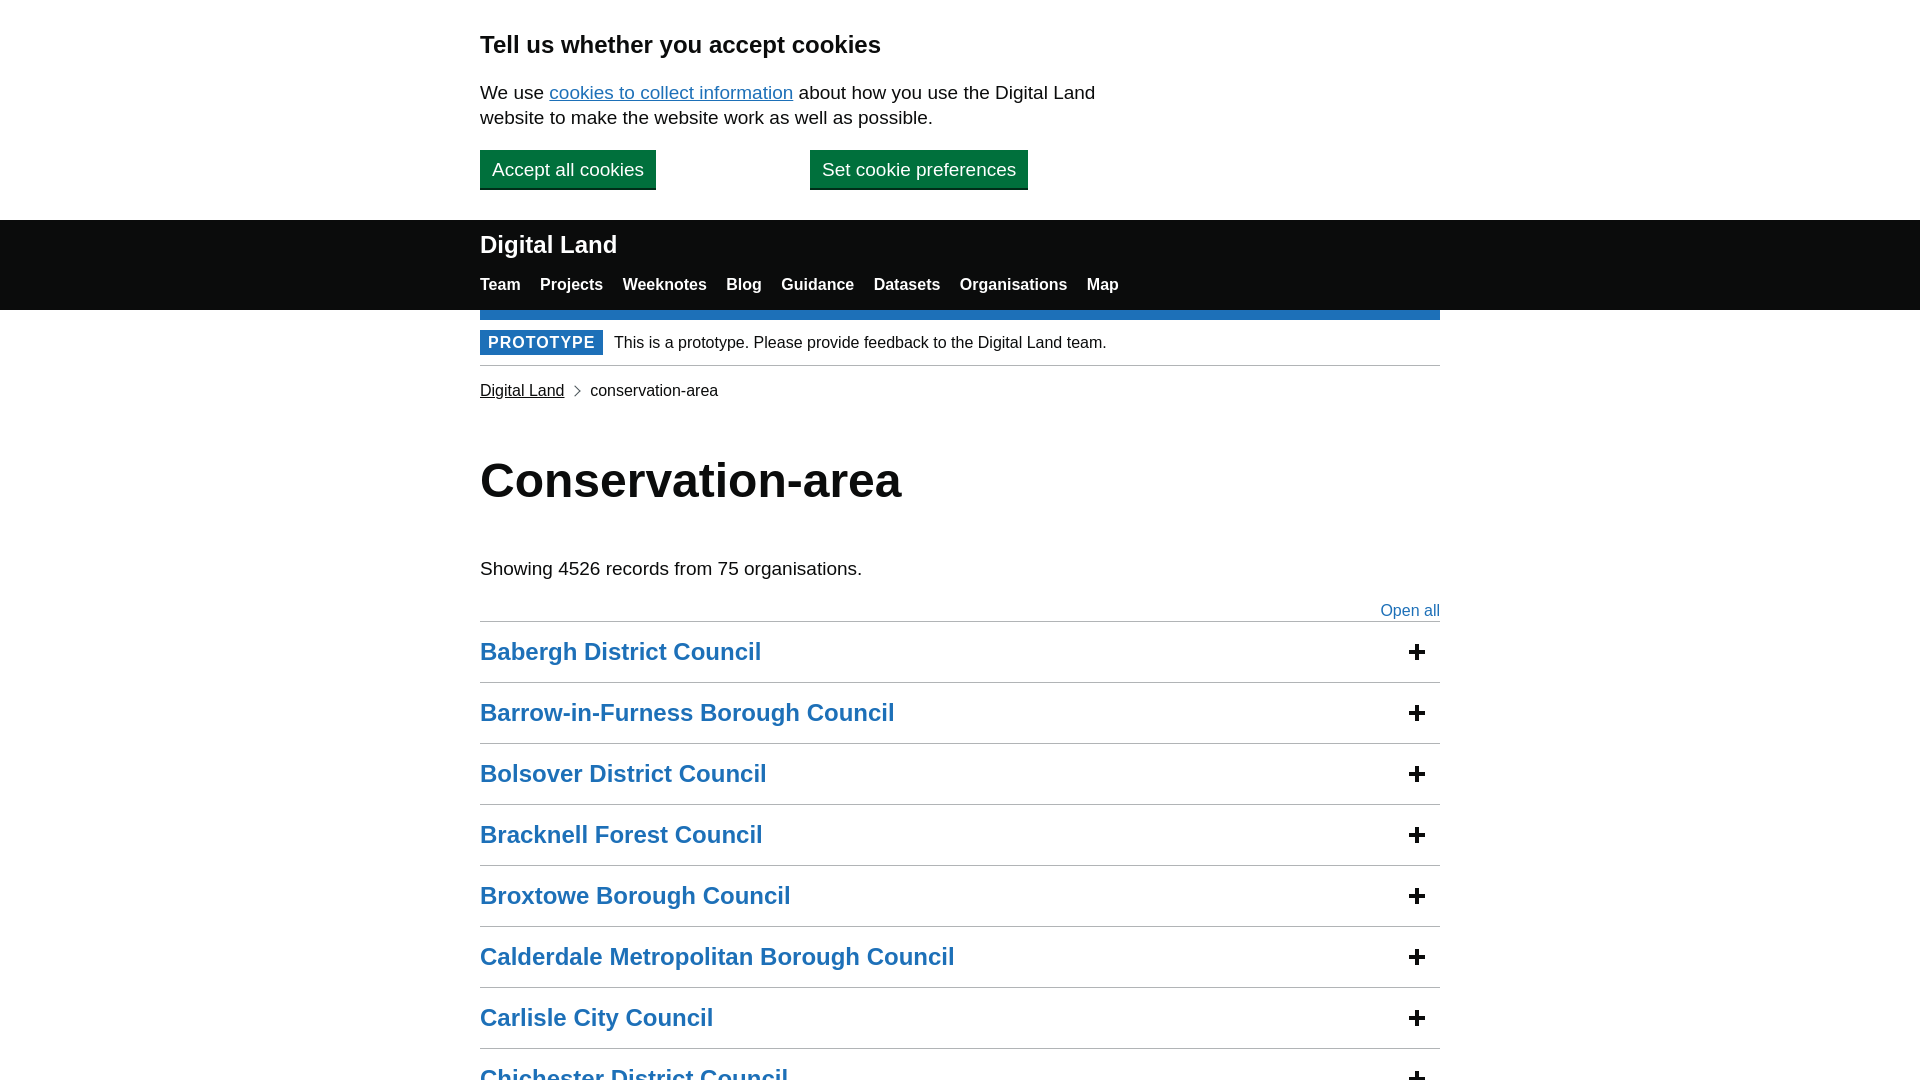 Tell us whether you accept cookies
We use cookies to collect information about how you use the Digital Land
website to make the website work as well as possible.
Accept all cookies
Set cookie preferences
Digital Land
Team Projects Weeknotes Blog Guidance Datasets Organisations Map
PROTOTYPE This is a prototype. Please provide feedback to the Digital Land team.
Digital Land conservation-area
Conservation-area
Showing 4526 records from 75 organisations.
Open all
Babergh District Council
Barrow-in-Furness Borough Council
Bolsover District Council
Bracknell Forest Council
Broxtowe Borough Council
Calderdale Metropolitan Borough Council
Carlisle City Council
Chichester District Council